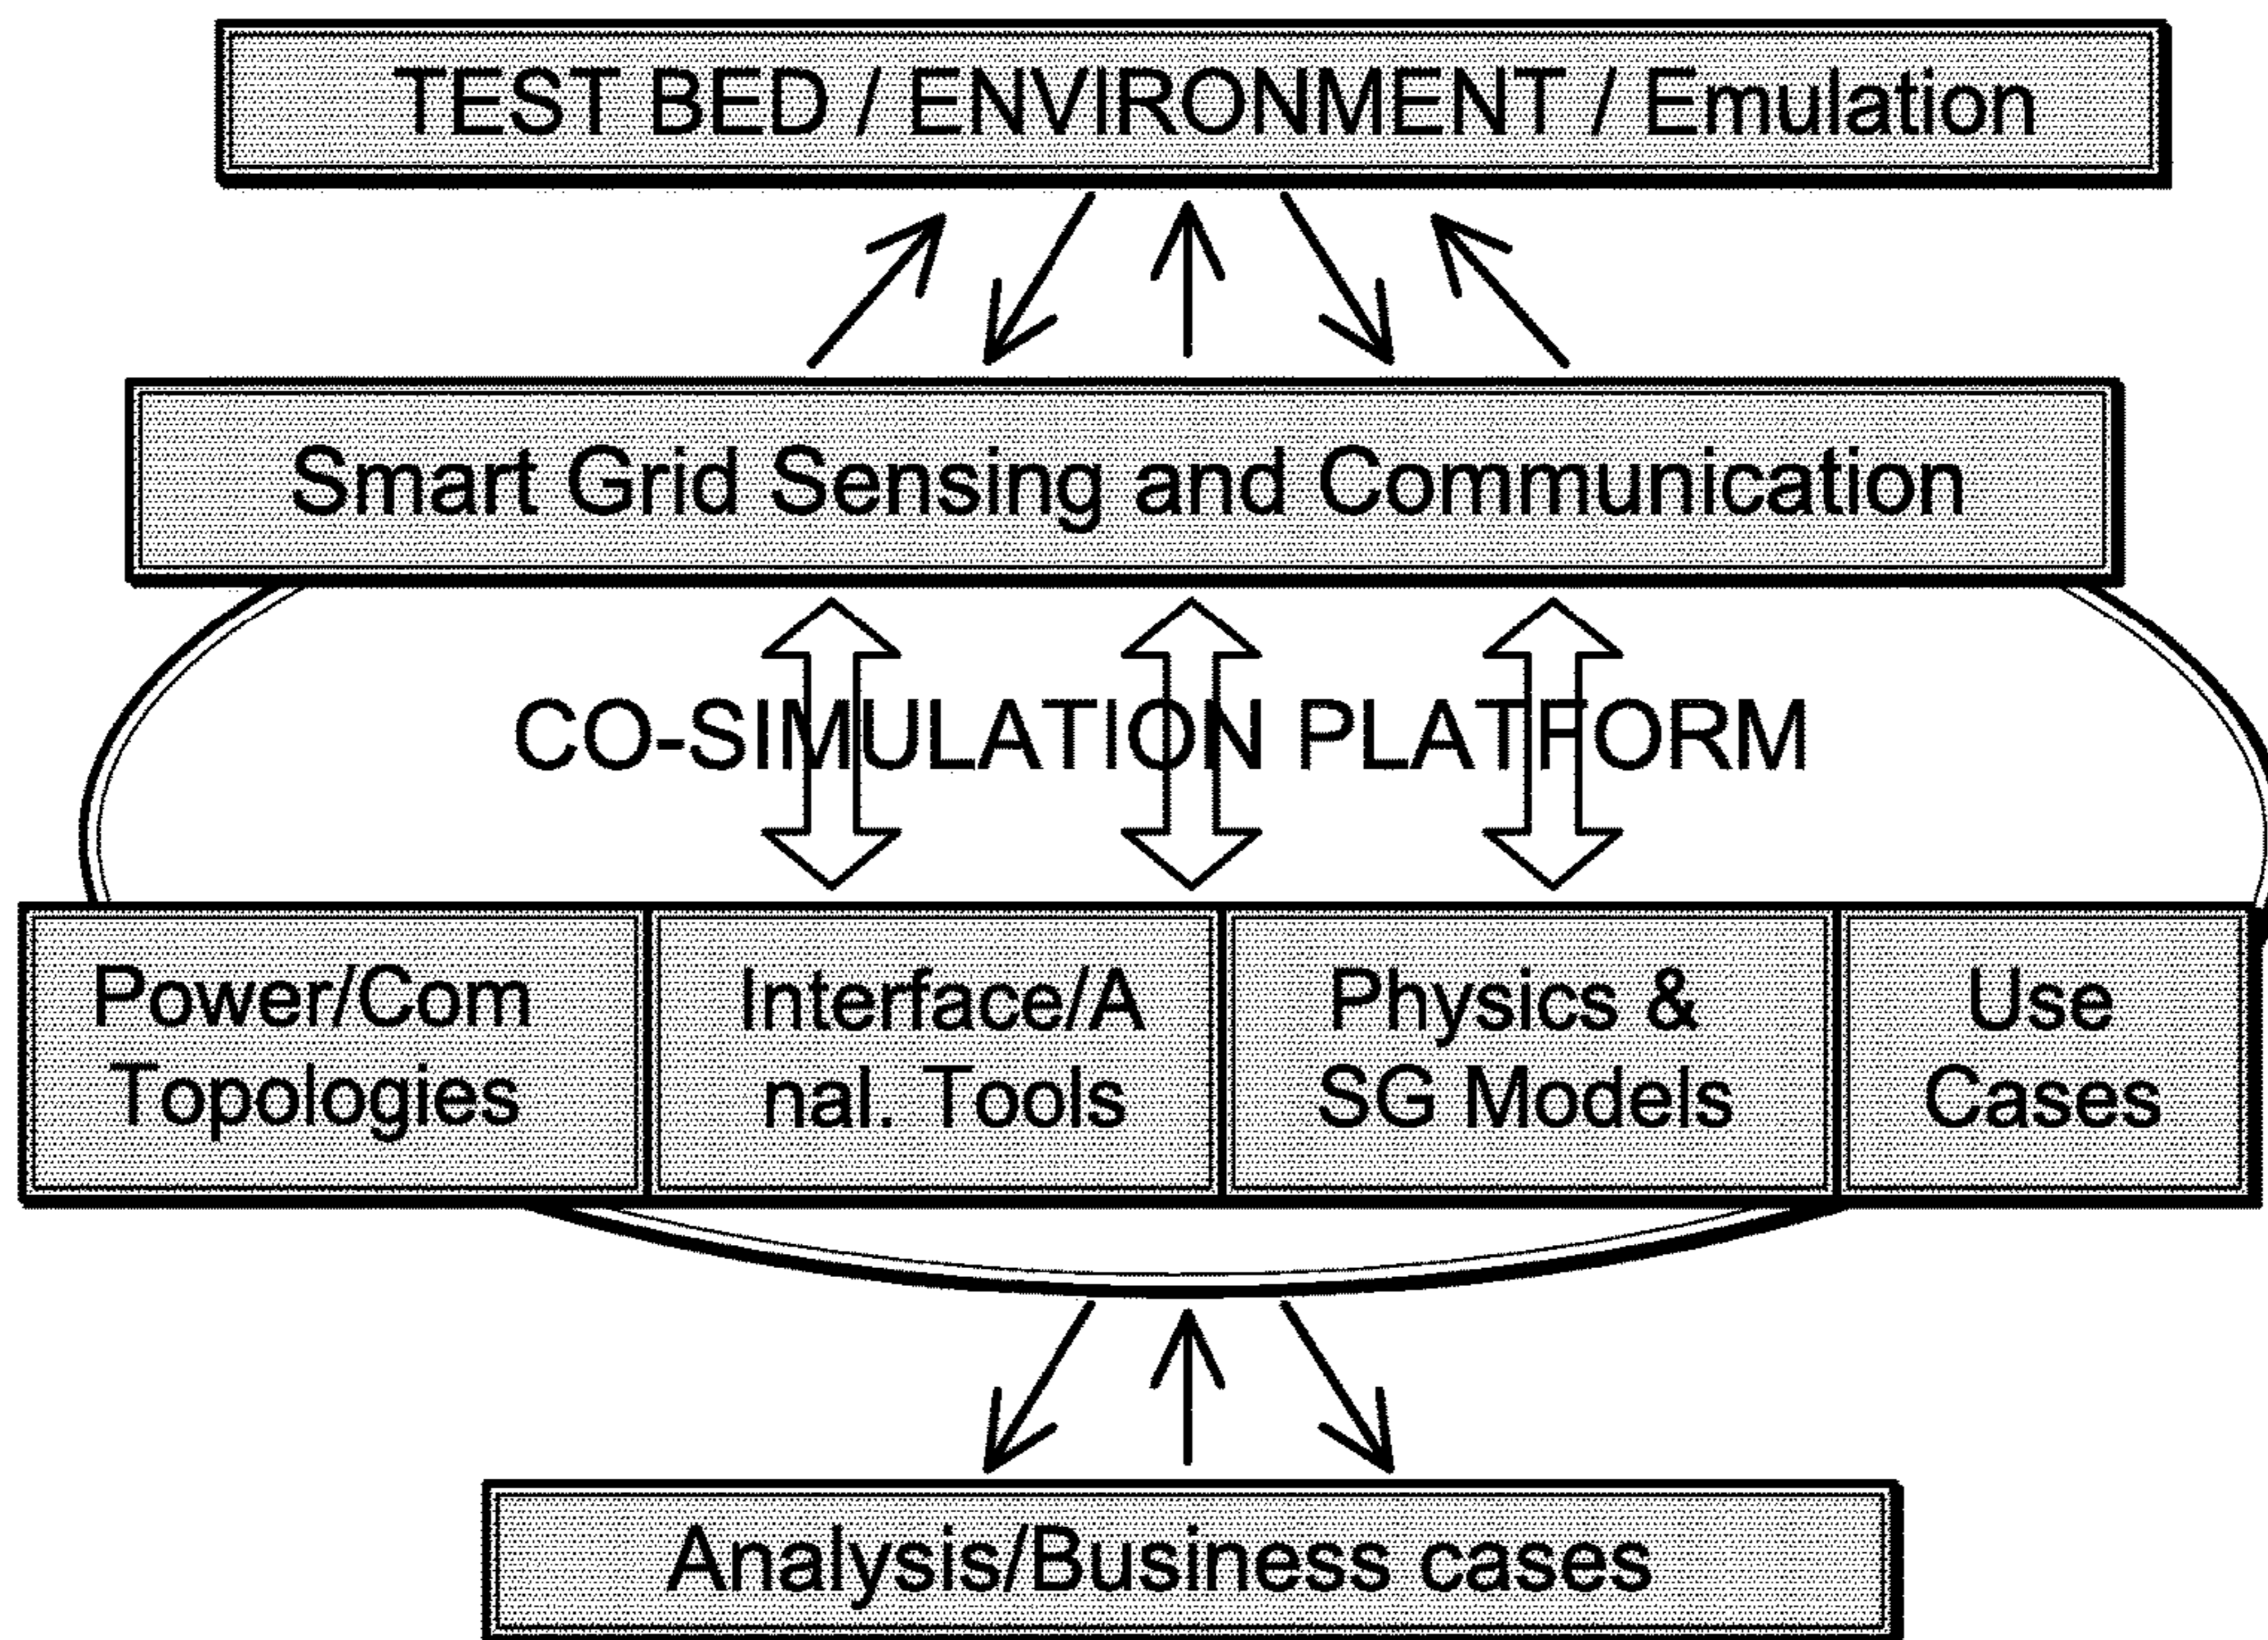 TEST BED / ENVIRONMENT / Emulation
Smart Grid Sensing and Communication
CO-SIMULATION PLATFORM
Power/Com
Topologies
Interface/A
nal. Tools
Physics &
SG Models
Use
Cases
Analysis/Business cases